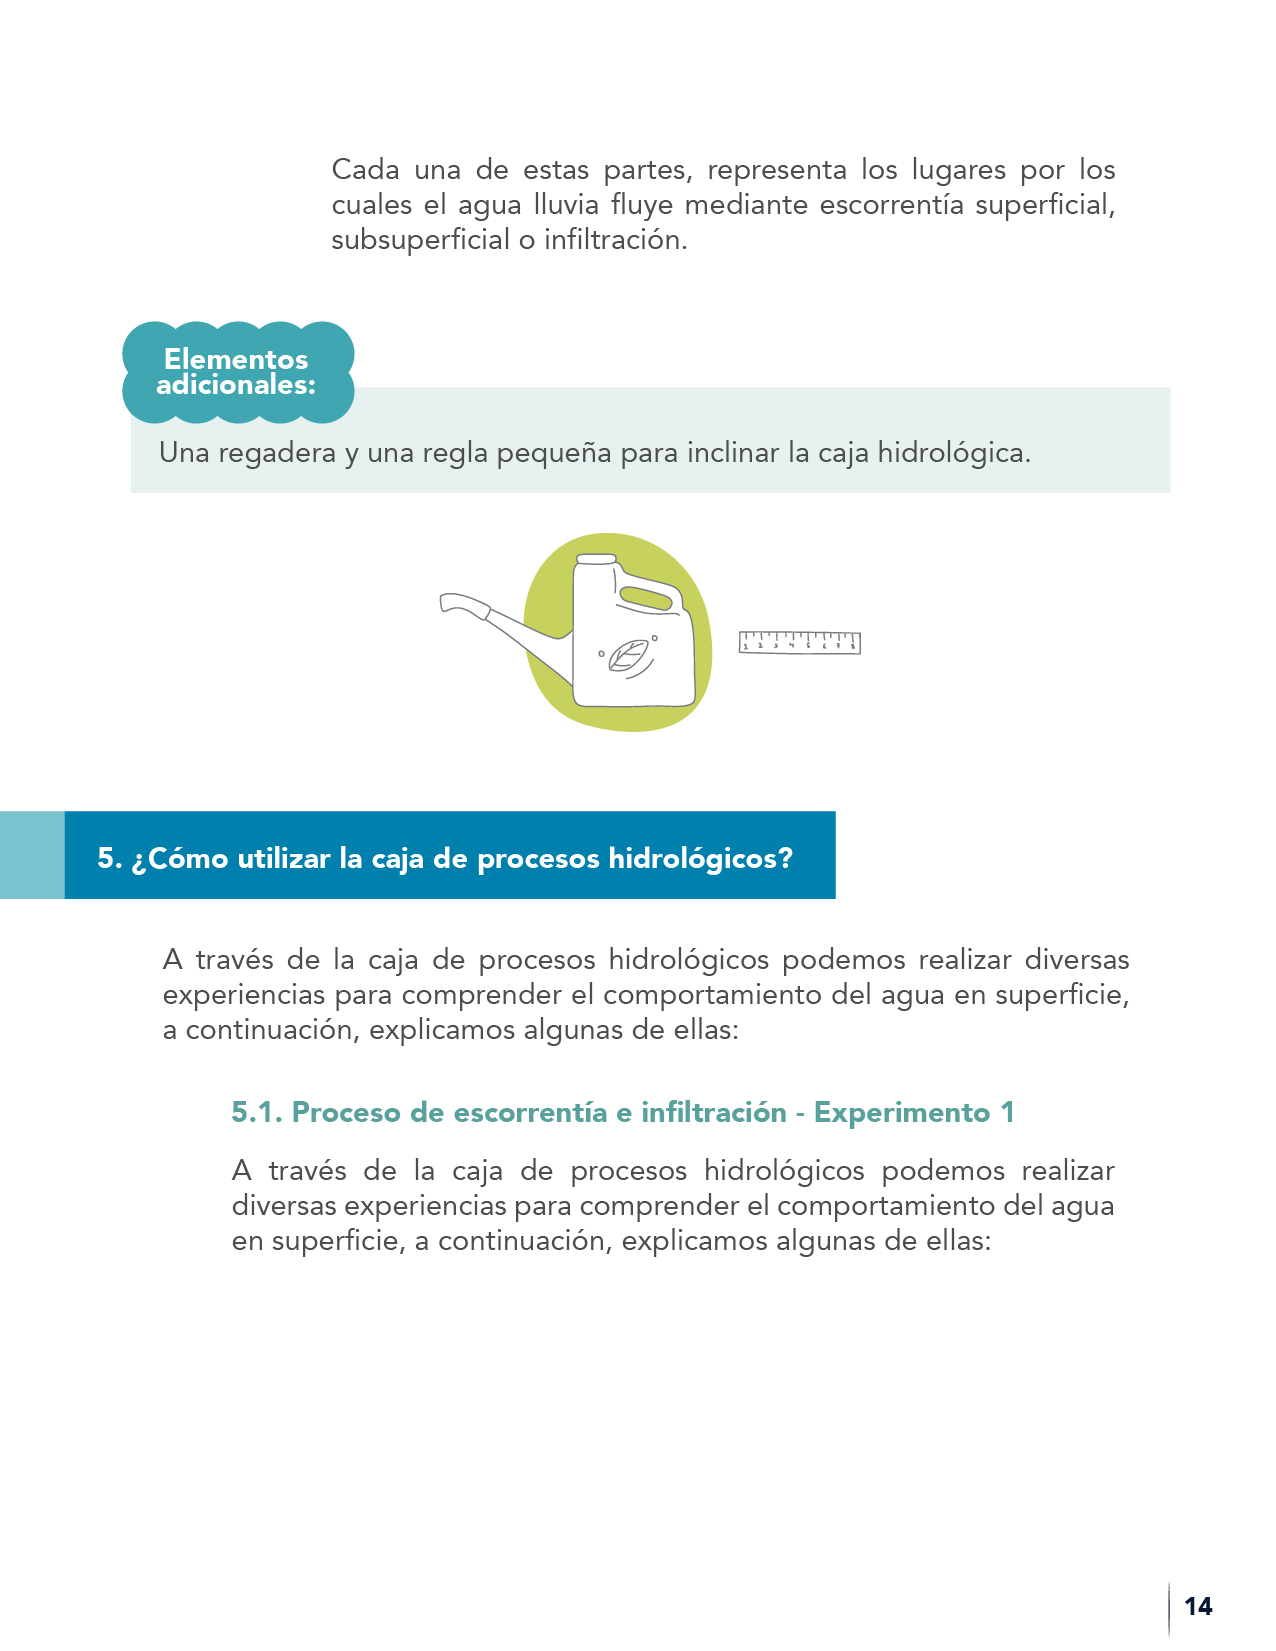 Cada una de estas partes, representa los lugares por los
cuales el agua lluvia fluye mediante escorrentía superficial,
subsuperficial o infiltración.
Elementos
adicionales:
Una regadera y una regla pequeña para inclinar la caja hidrológica.
1 2 3 4 5 6 7 8
5. ¿Cómo utilizar la caja de procesos hidrológicos?
A través de la caja de procesos hidrológicos podemos realizar diversas
experiencias para comprender el comportamiento del agua en superficie,
a continuación, explicamos algunas de ellas:
5.1. Proceso de escorrentía e infiltración - Experimento 1
A través de la caja de procesos hidrológicos podemos realizar
diversas experiencias para comprender el comportamiento del agua
en superficie, a continuación, explicamos algunas de ellas:
14